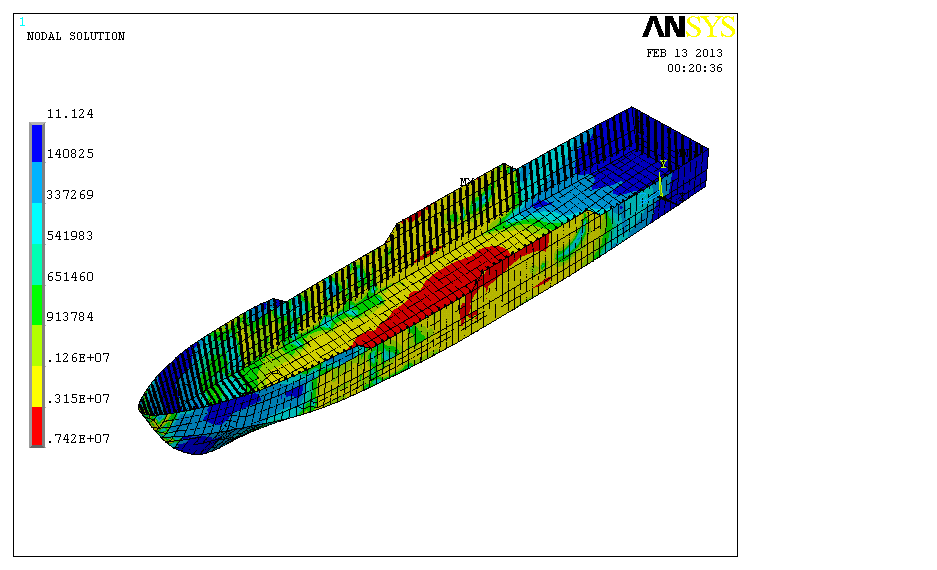 1
NODAL SOLUTION
ANSYS
FEB 13 2013
00:20:36
11.124
140825
337269
541983
651460
913784
.126E+07
.315E+07
.742E+07
Y